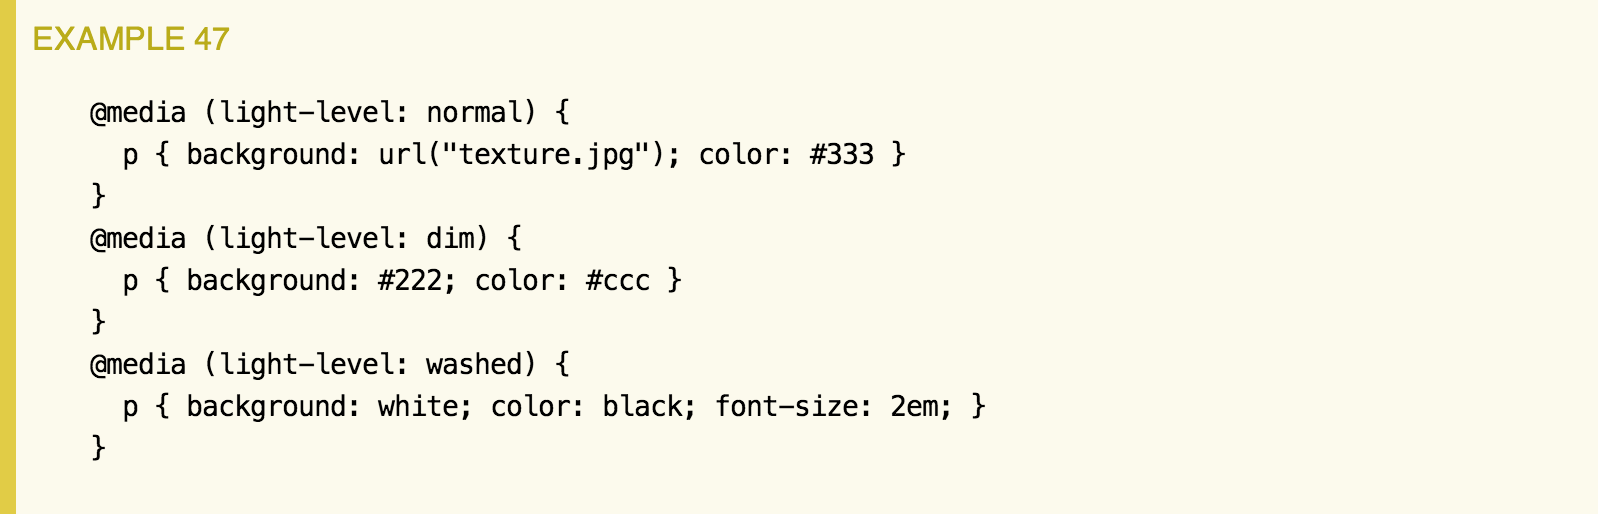 EXAMPLE 47
@media (light-level: normal) {
  p { background: url("texture.jpg"); color: #333 }
}
@media (light-level: dim) {
  p { background: #222; color: #ccc }
}
@media (light-level: washed) {
  p { background: white; color: black; font-size: 2em; }
}